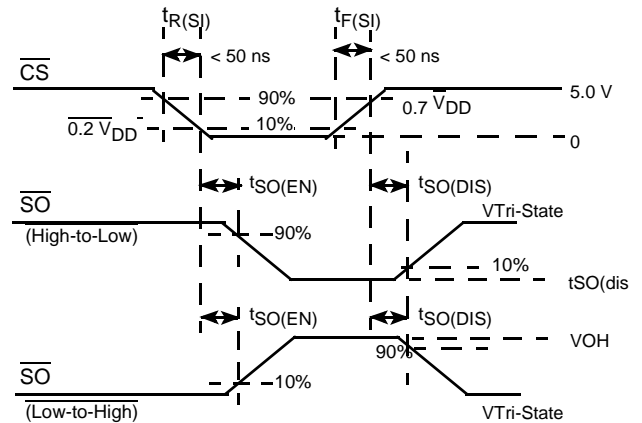 tR(SI) tF(SI)
< 50 ns < 50 ns
CS
90% 5.0 V
0.2 VDD 10% 0.7 VDD
0
tSO(EN) tSO(DIS)
SO VTri-State
(High-to-Low) 90%
10%
tSO(dis
tSO(EN) tSO(DIS)
VOH
90%
SO 10%
(Low-to-High) VTri-State